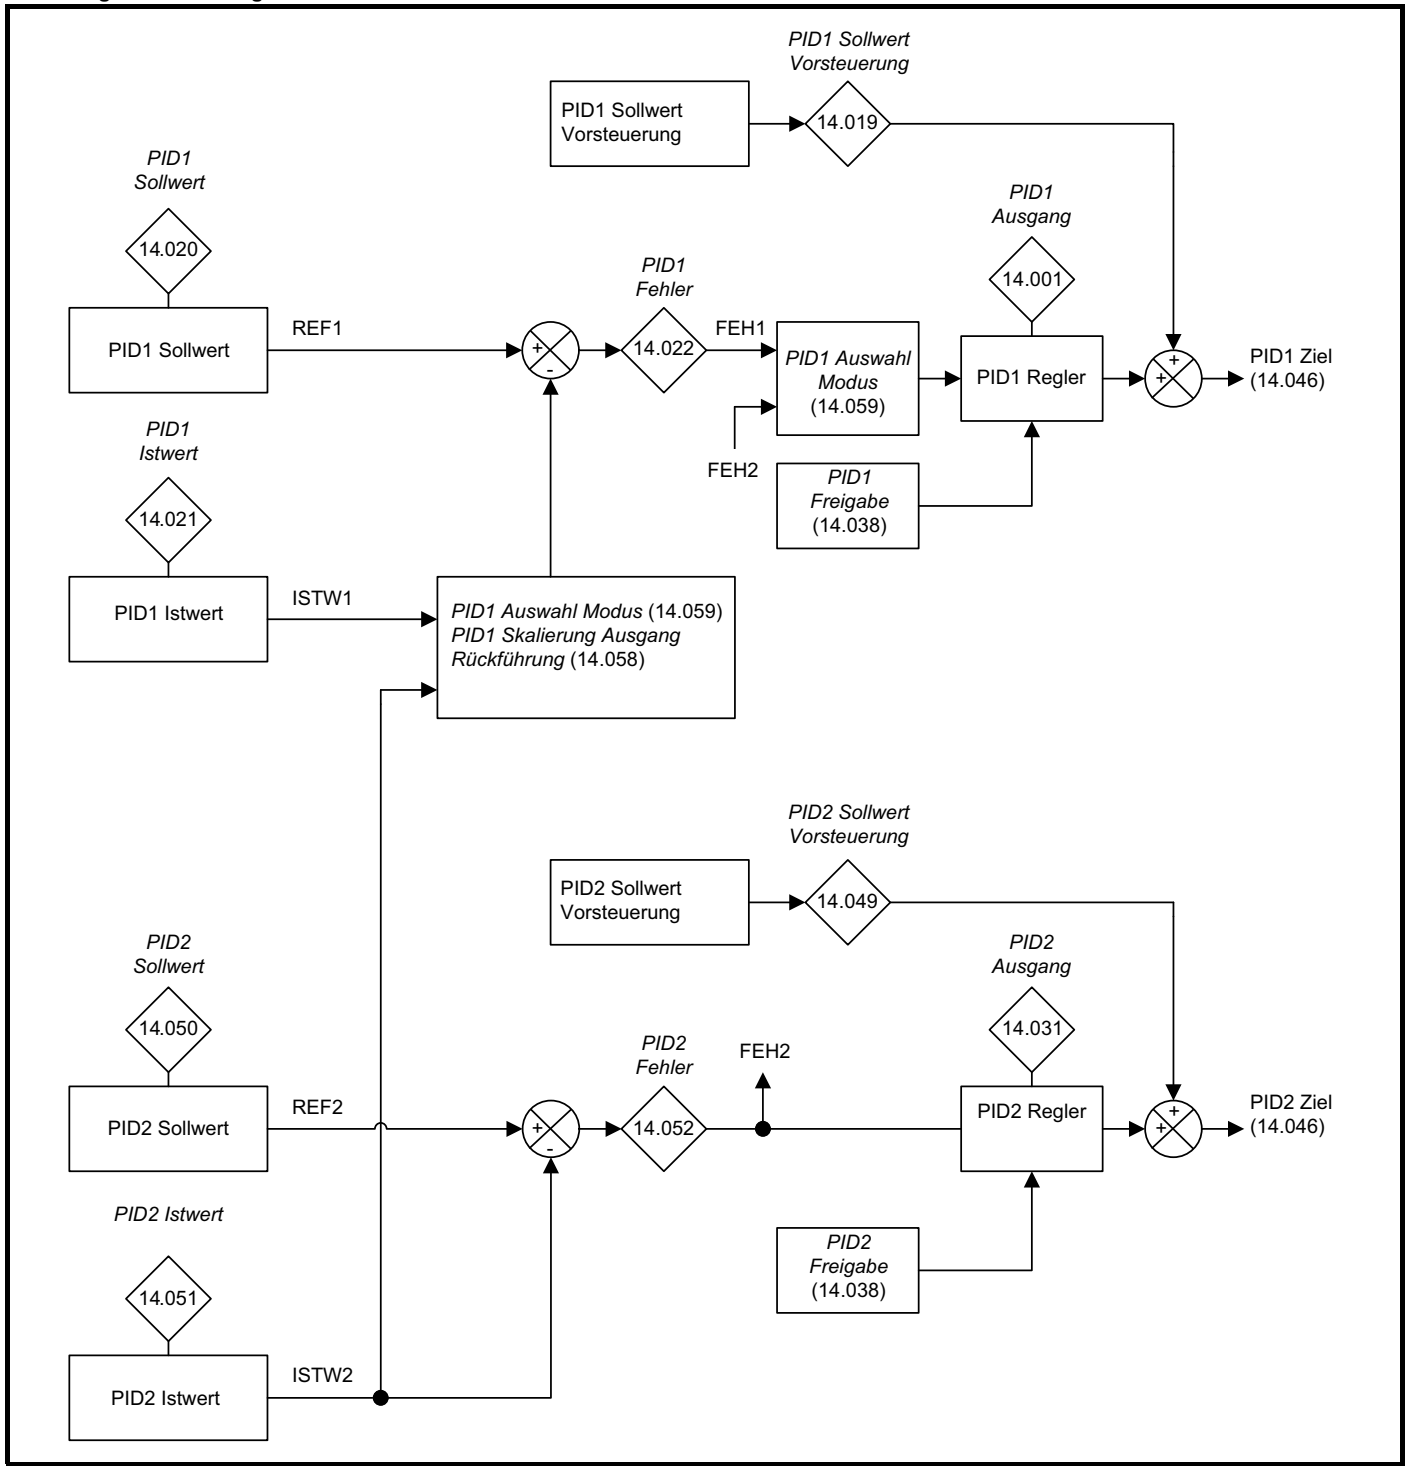 PID1 Sollwert
Vorsteuerung
PID1 Sollwert
Vorsteuerung
14.019
PID1
Sollwert
14.020
PID1 Sollwert
REF1
+
-
PID1
Fehler
14.022
FEH1
FEH2
PID1 Auswahl
Modus
(14.059)
PID1
Ausgang
14.001
PID1 Regler
+
+
PID1 Ziel
(14.046)
PID1
Freigabe
(14.038)
PID1
Istwert
14.021
PID1 Istwert
ISTW1
PID1 Auswahl Modus (14.059)
PID1 Skalierung Ausgang
Rückführung (14.058)
PID2 Sollwert
Vorsteuerung
PID2 Sollwert
Vorsteuerung
14.049
PID2
Sollwert
14.050
PID2 Sollwert
REF2
+
-
PID2
Fehler
14.052
FEH2
PID2
Ausgang
14.031
PID2 Regler
+
+
PID2 Ziel
(14.046)
PID2
Freigabe
(14.038)
PID2 Istwert
14.051
PID2 Istwert
ISTW2